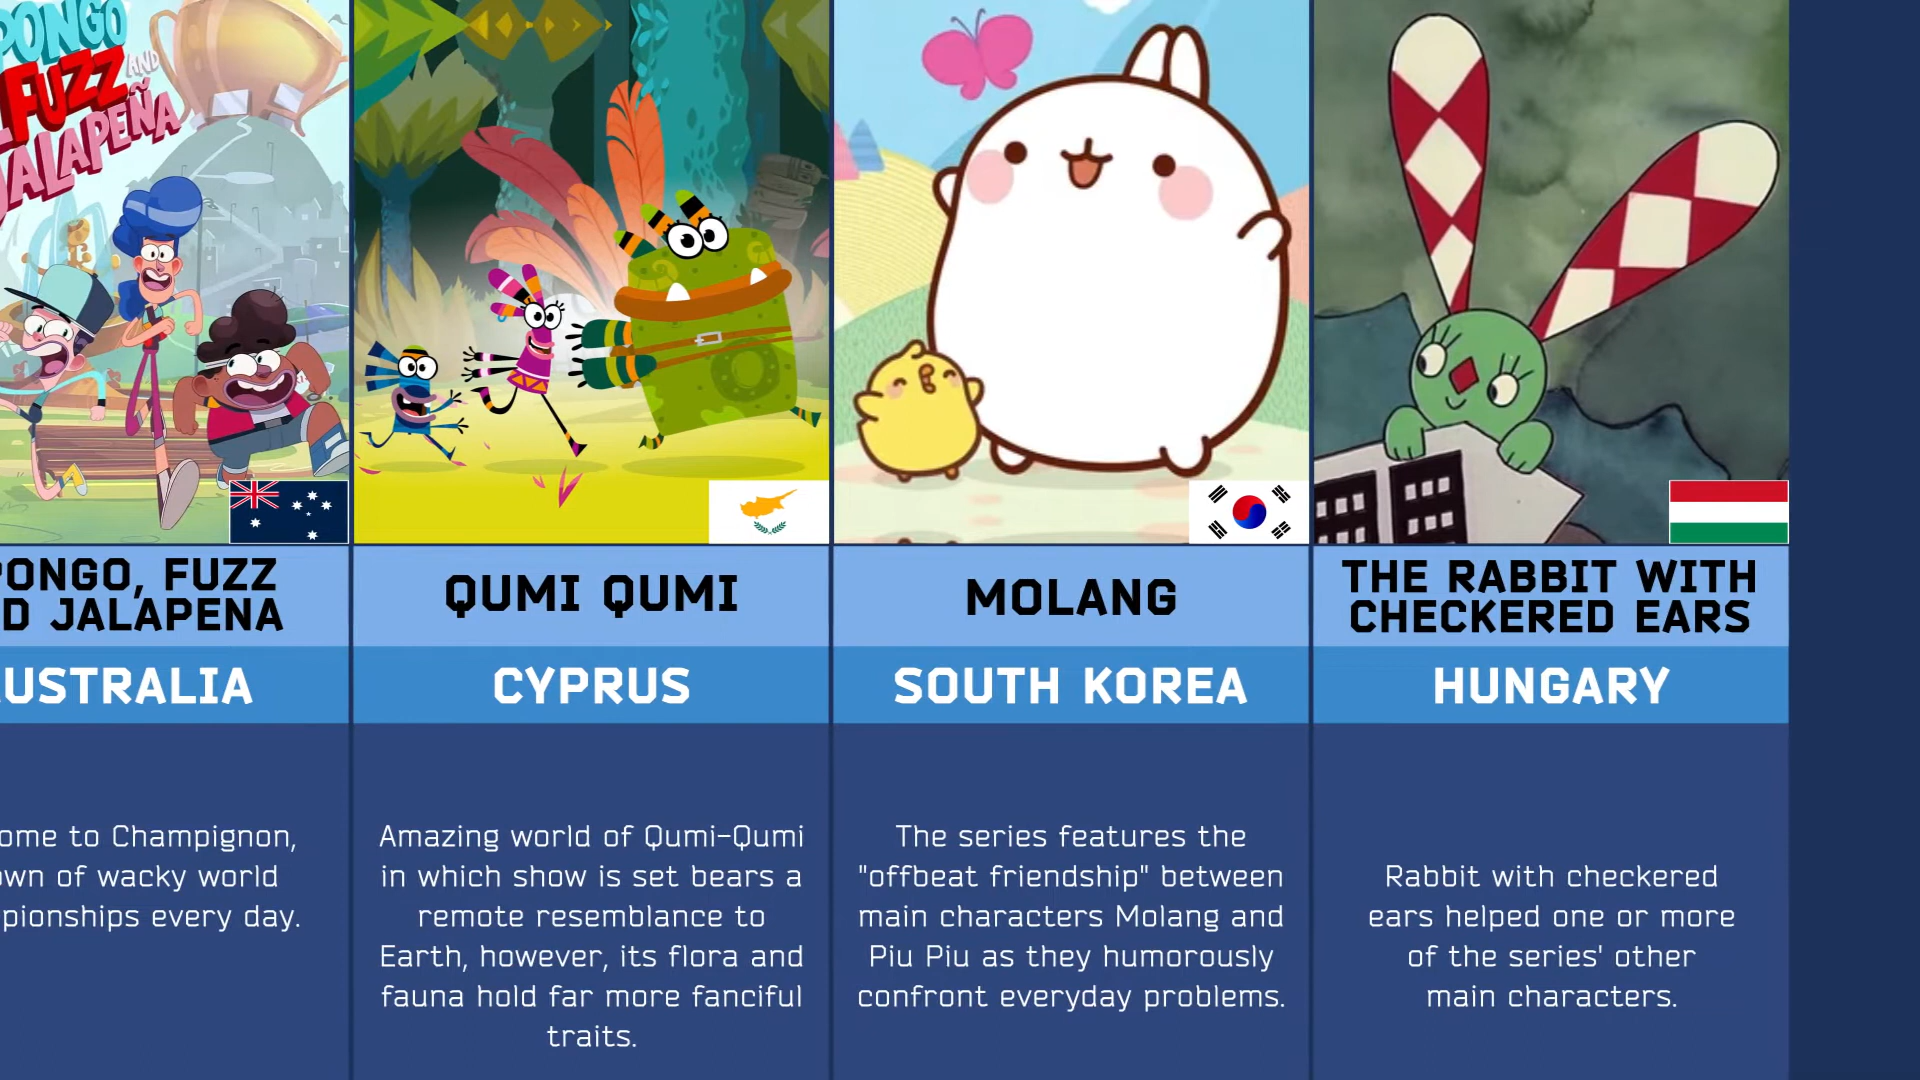 PONGO
FUZZ
AND
JALAPEÑA
PONGO, FUZZ
D JALAPENA
USTRALIA
ome to Champignon,
own of wacky world
pionships every day.
QUMI QUMI
CYPRUS
Amazing world of Qumi-Qumi
in which show is set bears a
remote resemblance to
Earth, however, its flora and
fauna hold far more fanciful
traits.
MOLANG
SOUTH KOREA
The series features the
"offbeat friendship" between
main characters Molang and
Piu Piu as they humorously
confront everyday problems.
THE RABBIT WITH
CHECKERED EARS
HUNGARY
Rabbit with checkered
ears helped one or more
of the series' other
main characters.